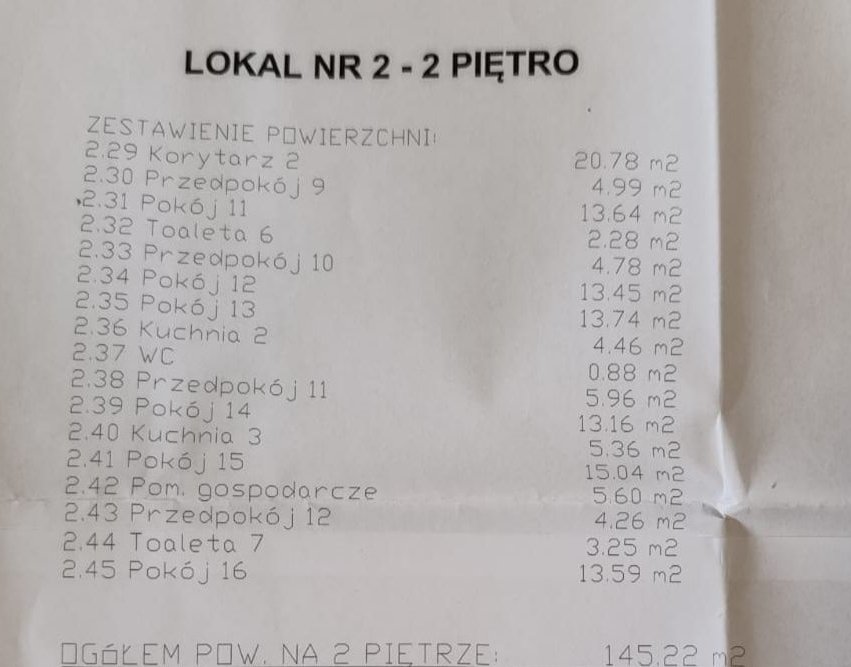 LOKAL NR 2 - 2 PIĘTRO
ZESTAWIENIE POWIERZCHNI:
2.29 Korytarz 2 20.78 m2
2.30 Przedpokój 9 4.99 m2
2.31 Pokój 11 13.64 m2
2.32 Toaleta 6 2.28 m2
2.33 Przedpokój 10 4.78 m2
2.34 Pokój 12 13.45 m2
2.35 Pokój 13 13.74 m2
2.36 Kuchnia 2 4.46 m2
2.37 WC 0.88 m2
2.38 Przedpokój 11 5.96 m2
2.39 Pokój 14 13.16 m2
2.40 Kuchnia 3 5.36 m2
2.41 Pokój 15 15.04 m2
2.42 Pom. gospodarcze 5.60 m2
2.43 Przedpokój 12 4.26 m2
2.44 Toaleta 7 3.25 m2
2.45 Pokój 16 13.59 m2
OGÓŁEM POW. NA 2 PIĘTRZE: 145.22 m2